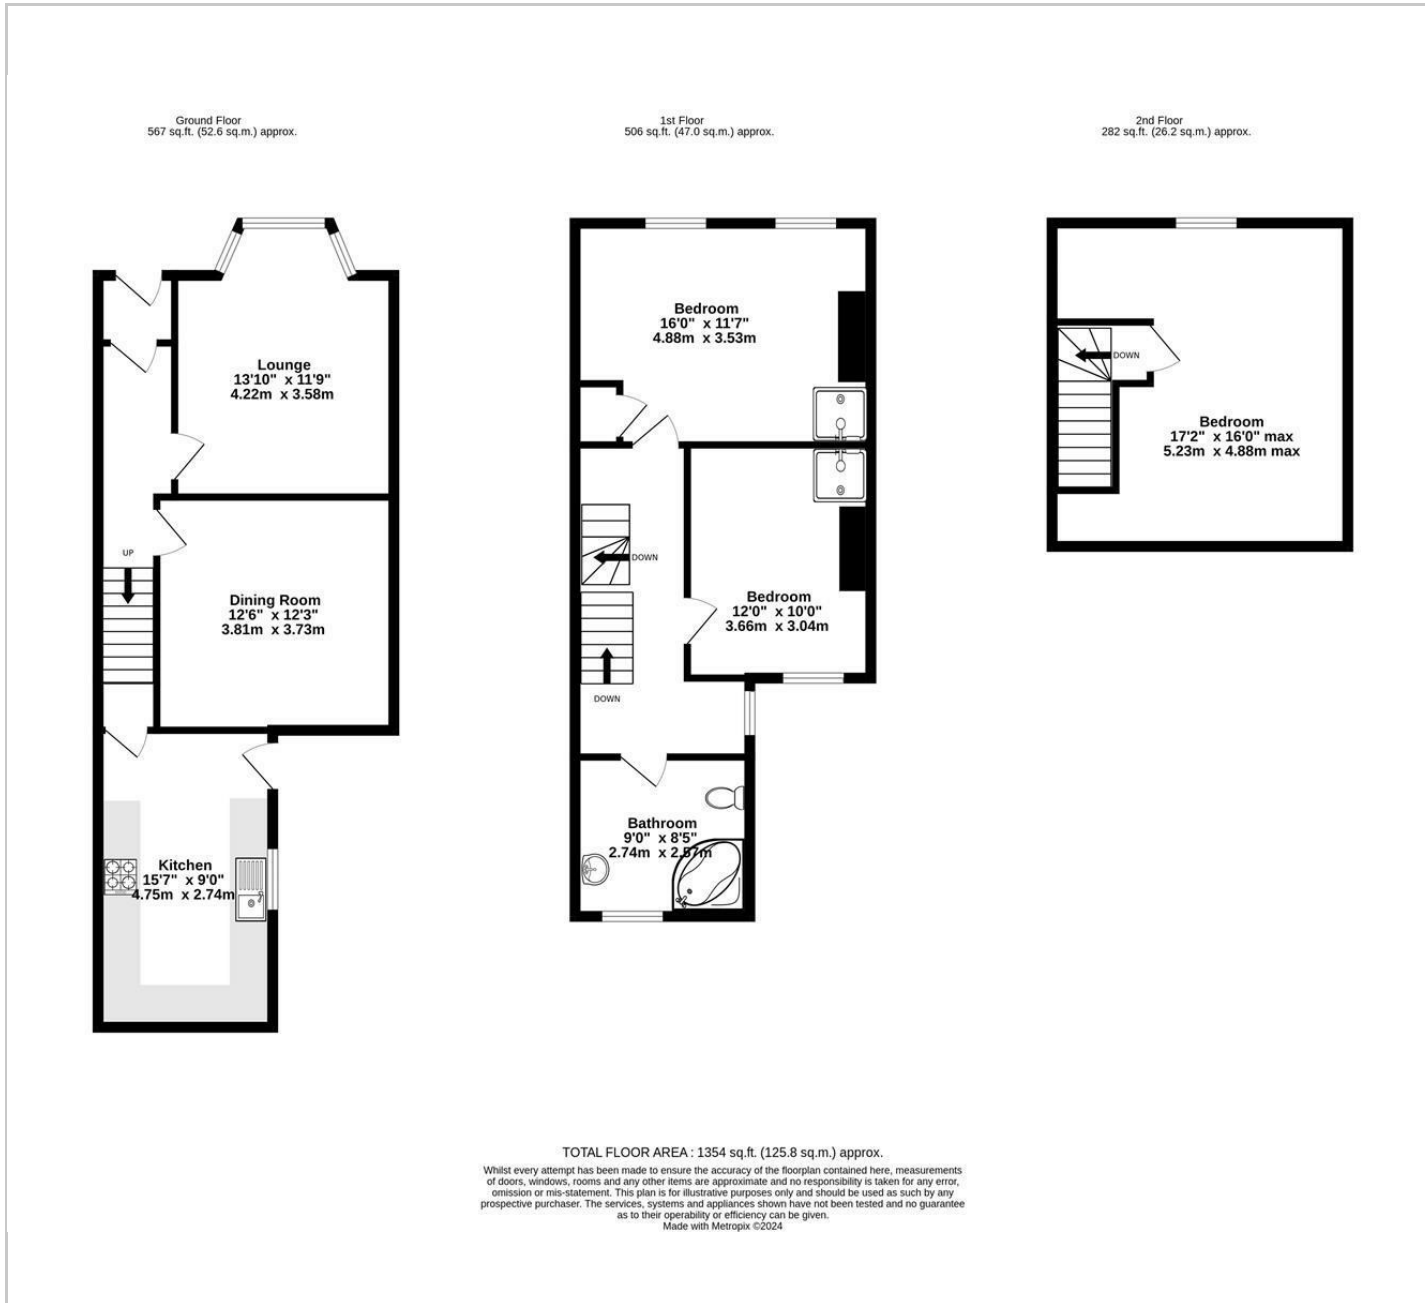 Ground Floor
567 sq.ft. (52.6 sq.m.) approx.
1st Floor
506 sq.ft. (47.0 sq.m.) approx.
2nd Floor
282 sq.ft. (26.2 sq.m.) approx.
Lounge
13'10" x 11'9"
4.22m x 3.58m
UP
Dining Room
12'6" x 12'3"
3.81m x 3.73m
Kitchen
15'7" x 9'0"
4.75m x 2.74m
Bedroom
16'0" x 11'7"
4.88m x 3.53m
DOWN
Bedroom
12'0" x 10'0"
3.66m x 3.04m
DOWN
Bathroom
9'0" x 8'5"
2.74m x 2.57m
DOWN
Bedroom
17'2" x 16'0" max
5.23m x 4.88m max
TOTAL FLOOR AREA : 1354 sq.ft. (125.8 sq.m.) approx.
Whilst every attempt has been made to ensure the accuracy of the floorplan contained here, measurements
of doors, windows, rooms and any other items are approximate and no responsibility is taken for any error,
omission or mis-statement. This plan is for illustrative purposes only and should be used as such by any
prospective purchaser. The services, systems and appliances shown have not been tested and no guarantee
as to their operability or efficiency can be given.
Made with Metropix ©2024